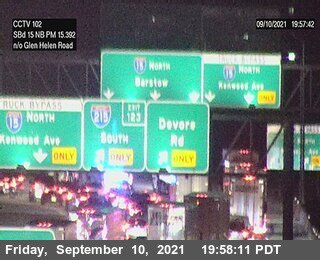 CCTV 102
SBd 15 NB PM 15.392
n/o Glen Helen Road
09/10/2021 19:57:42
15 NORTH
Barstow
TRUCK BYPASS
15 NORTH
Kenwood Ave
ONLY
TRUCK BYPASS
15 NORTH
Kenwood Ave
ONLY
215
EXIT
123
SOUTH
ONLY
Devore
Rd
ONLY
Friday, September 10, 2021 19:58:11 PDT